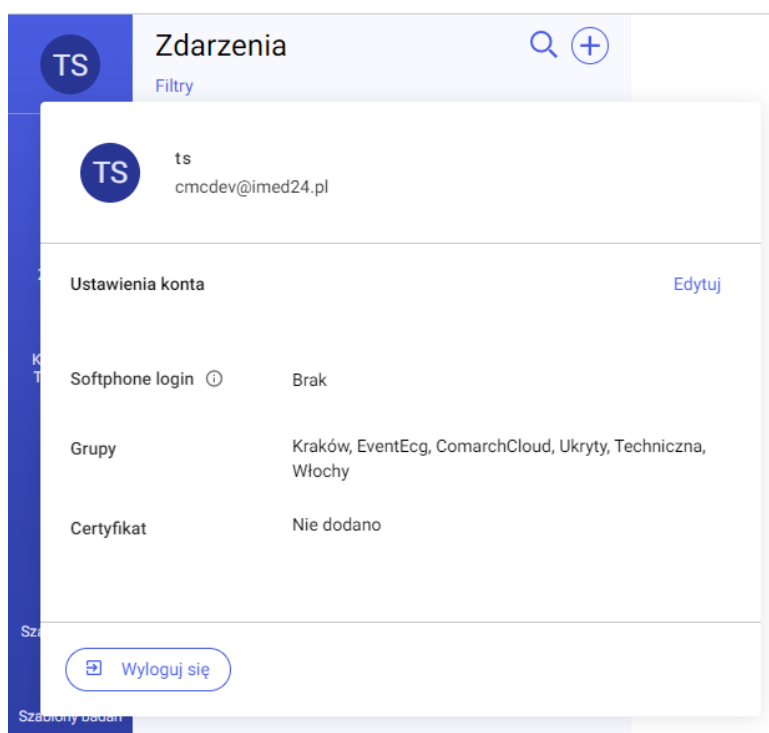 TS
Zdarzenia
Filtry
TS
ts
cmcdev@imed24.pl
Ustawienia konta
Edytuj
Softphone login
Brak
Grupy
Kraków, EventEcg, ComarchCloud, Ukryty, Techniczna,
Włochy
Certyfikat
Nie dodano
Wyloguj się
Szablony badań